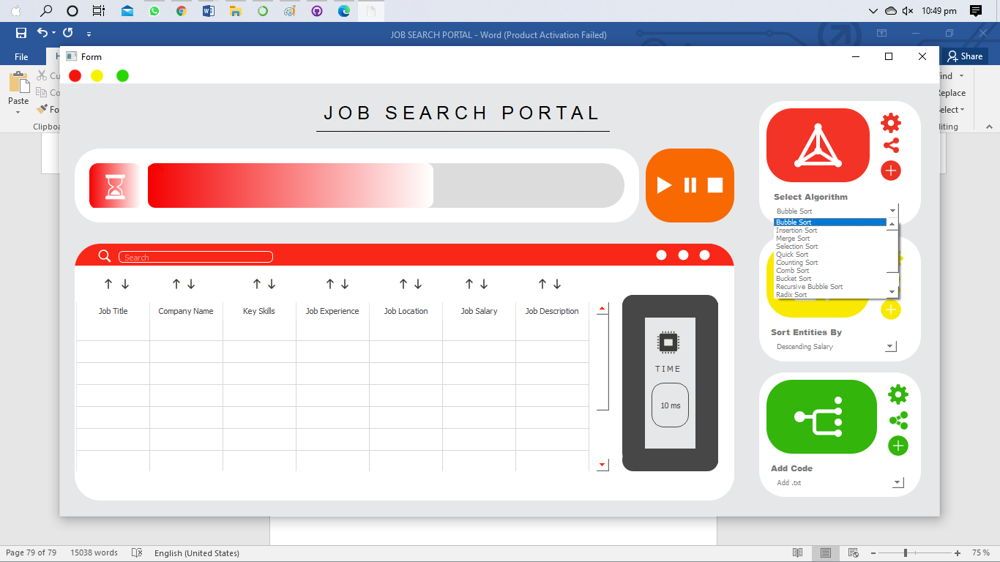 10:49 pm
JOB SEARCH PORTAL - Word (Product Activation Failed)
File
H
Share
Form
Cu
Paste
Co
Fo
Clipboa
ind
eplace
elect
iting
JOB SEARCH PORTAL
Select Algorithm
Bubble Sort
Bubble Sort
Insertion Sort
Merge Sort
Selection Sort
Quick Sort
Counting Sort
Comb Sort
Bucket Sort
Recursive Bubble Sort
Radix Sort
Search
Job Title Company Name Key Skills Job Experience Job Location Job Salary Job Description
TIME
10 ms
Sort Entities By
Descending Salary
Add Code
Add .txt
Page 79 of 79 15038 words English (United States) 75 %